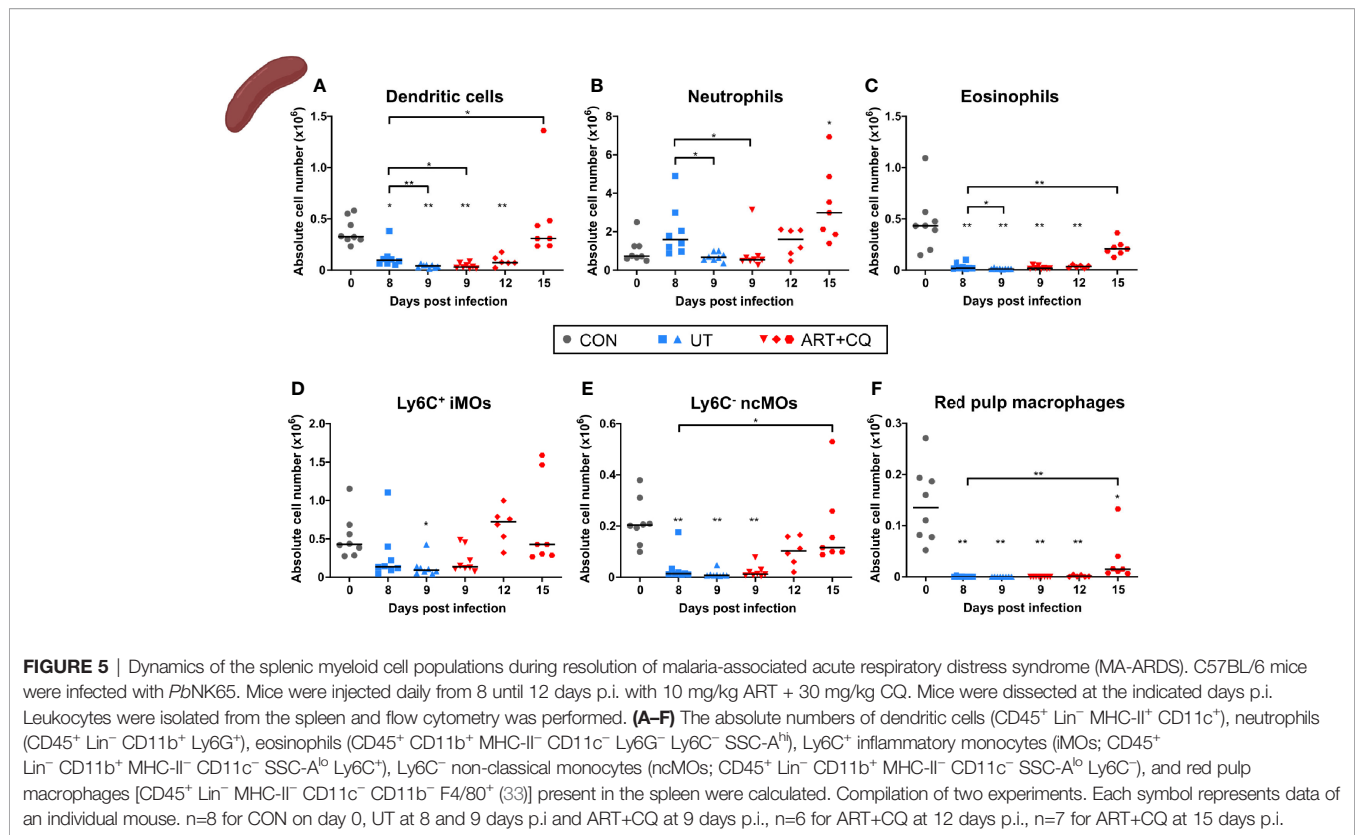 A
Dendritic cells
Absolute cell number (x10⁶)
1.5
1.0
0.5
0
*
*
**
* ** ** **
0 8 9 9 12 15
Days post infection
B
Neutrophils
Absolute cell number (x10⁶)
8
6
4
2
0
*
*
*
0 8 9 9 12 15
Days post infection
C
Eosinophils
Absolute cell number (x10⁶)
1.5
1.0
0.5
0
**
*
** ** ** **
0 8 9 9 12 15
Days post infection
CON UT ART+CQ
D
Ly6C⁺ iMOs
Absolute cell number (x10⁶)
2.0
1.5
1.0
0.5
0
*
0 8 9 9 12 15
Days post infection
E
Ly6C⁻ ncMOs
Absolute cell number (x10⁶)
0.6
0.4
0.2
0
*
** ** **
0 8 9 9 12 15
Days post infection
F
Red pulp macrophages
Absolute cell number (x10⁶)
0.3
0.2
0.1
0
**
*
** ** ** **
0 8 9 9 12 15
Days post infection
FIGURE 5 | Dynamics of the splenic myeloid cell populations during resolution of malaria-associated acute respiratory distress syndrome (MA-ARDS). C57BL/6 mice
were infected with PbNK65. Mice were injected daily from 8 until 12 days p.i. with 10 mg/kg ART + 30 mg/kg CQ. Mice were dissected at the indicated days p.i.
Leukocytes were isolated from the spleen and flow cytometry was performed. (A–F) The absolute numbers of dendritic cells (CD45⁺ Lin⁻ MHC-II⁺ CD11c⁺), neutrophils
(CD45⁺ Lin⁻ CD11b⁺ Ly6G⁺), eosinophils (CD45⁺ CD11b⁺ MHC-II⁻ CD11c⁻ Ly6G⁻ Ly6C⁻ SSC-Aʰⁱ), Ly6C⁺ inflammatory monocytes (iMOs; CD45⁺
Lin⁻ CD11b⁺ MHC-II⁻ CD11c⁻ SSC-Aˡᵒ Ly6C⁺), Ly6C⁻ non-classical monocytes (ncMOs; CD45⁺ Lin⁻ CD11b⁺ MHC-II⁻ CD11c⁻ SSC-Aˡᵒ Ly6C⁻), and red pulp
macrophages [CD45⁺ Lin⁻ MHC-II⁻ CD11c⁻ CD11b⁻ F4/80⁺ (33)] present in the spleen were calculated. Compilation of two experiments. Each symbol represents data of
an individual mouse. n=8 for CON on day 0, UT at 8 and 9 days p.i and ART+CQ at 9 days p.i., n=6 for ART+CQ at 12 days p.i., n=7 for ART+CQ at 15 days p.i.